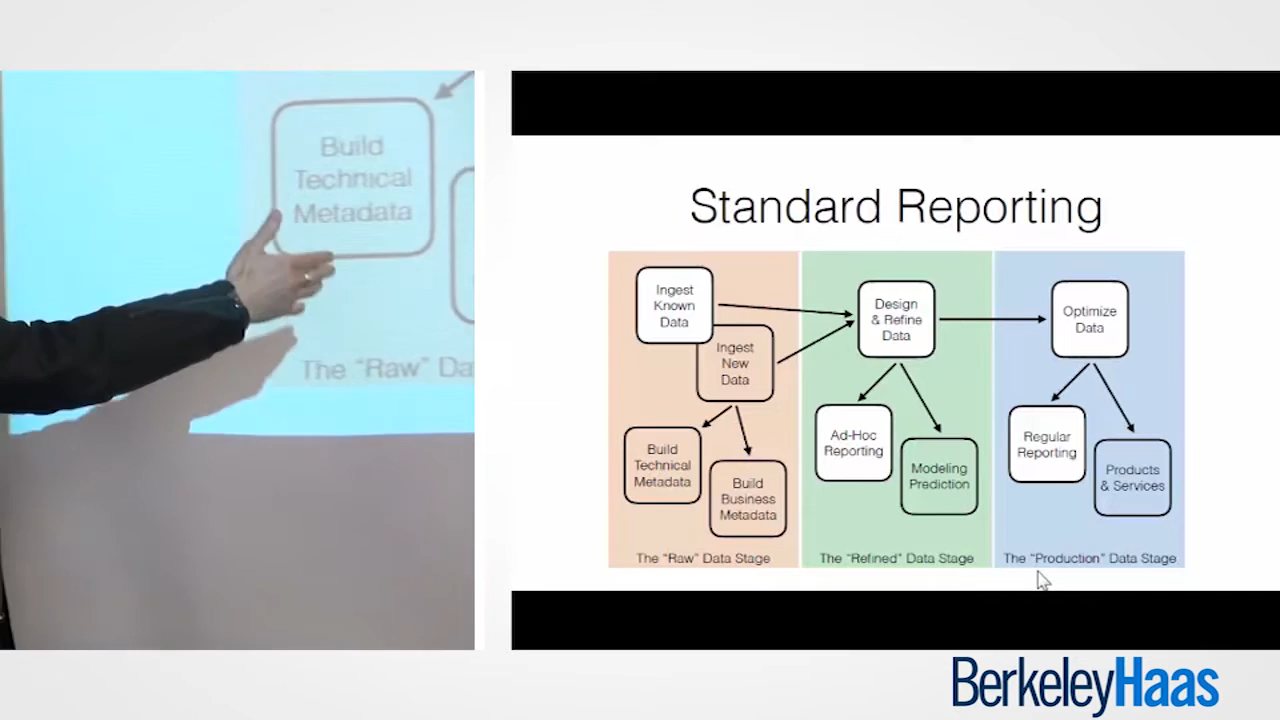 Build
Technical
Metadata
The "Raw" Da
Standard Reporting
Ingest
Known
Data
Ingest
New
Data
Build
Technical
Metadata
Build
Business
Metadata
The "Raw" Data Stage
Design
& Refine
Data
Ad-Hoc
Reporting
Modeling
Prediction
The "Refined" Data Stage
Optimize
Data
Regular
Reporting
Products
& Services
The "Production" Data Stage
BerkeleyHaas